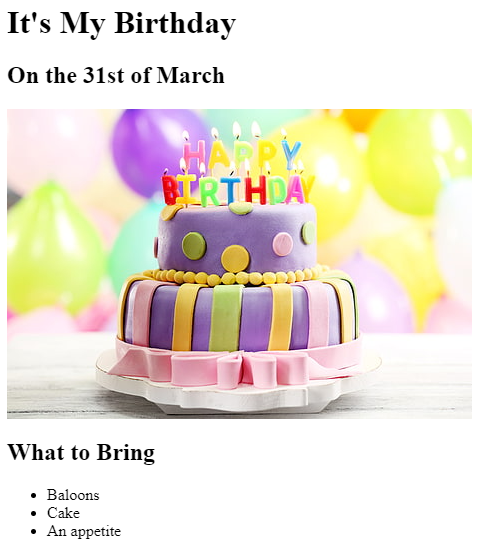 It's My Birthday
On the 31st of March
HAPPY
BIRTHDAY
What to Bring
Baloons
Cake
An appetite